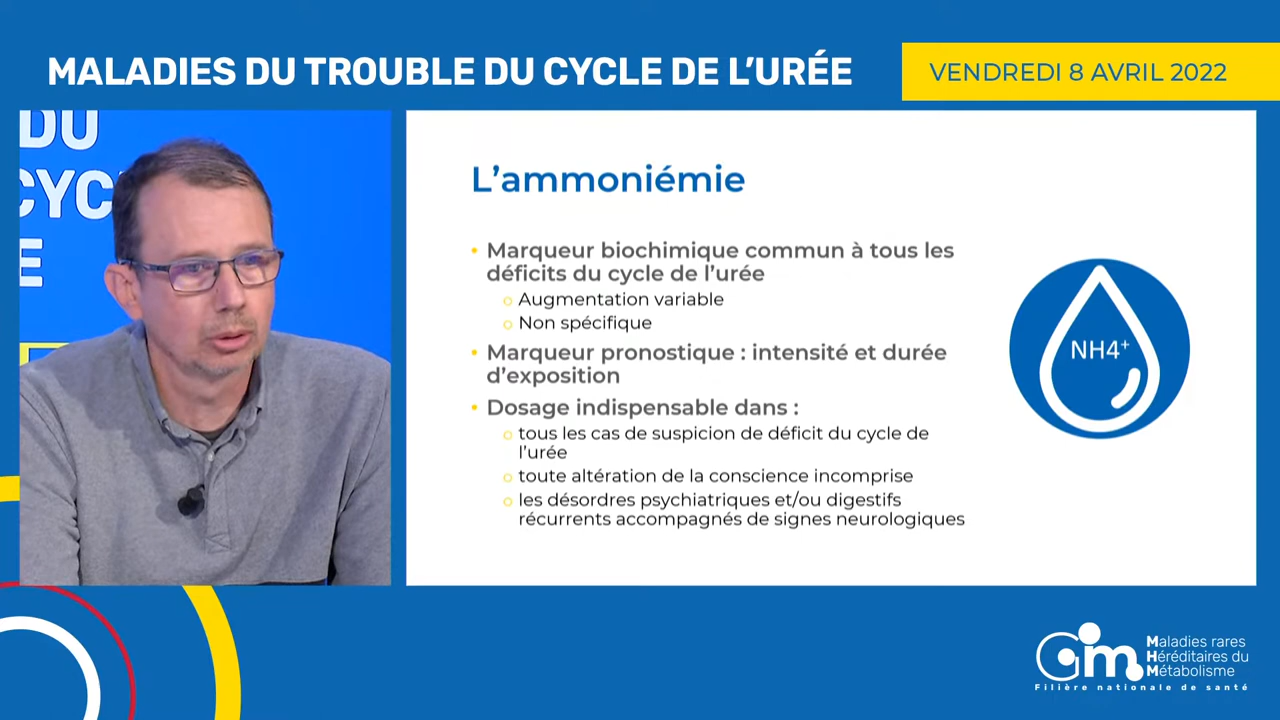 MALADIES DU TROUBLE DU CYCLE DE L'URÉE
VENDREDI 8 AVRIL 2022
DU
CYCL
E
L'ammoniémie
• Marqueur biochimique commun à tous les
déficits du cycle de l'urée
o Augmentation variable
o Non spécifique
• Marqueur pronostique : intensité et durée
d'exposition
• Dosage indispensable dans :
o tous les cas de suspicion de déficit du cycle de
l'urée
o toute altération de la conscience incomprise
o les désordres psychiatriques et/ou digestifs
récurrents accompagnés de signes neurologiques
NH4⁺
G2m
Maladies rares
Héréditaires du
Métabolisme
Filière nationale de santé